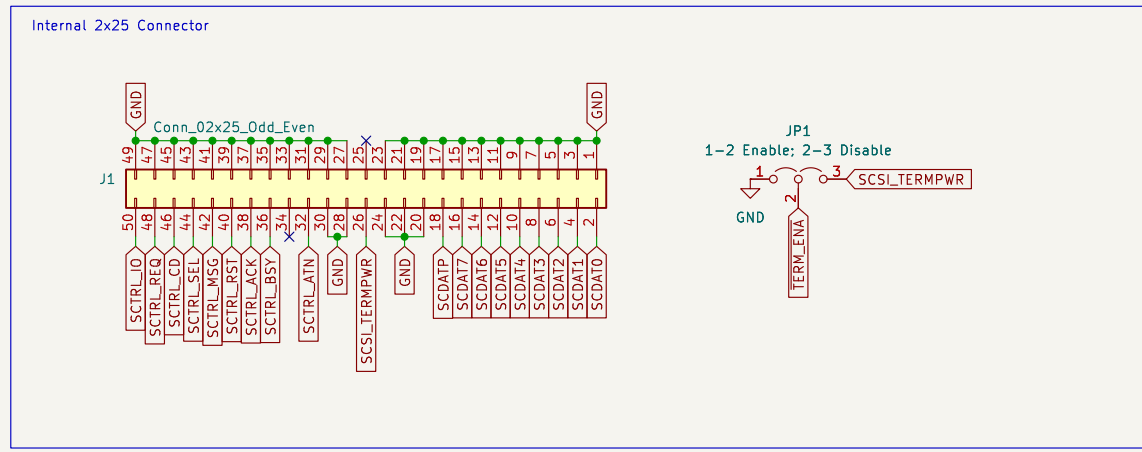 Internal 2x25 Connector
GND
GND
Conn_02x25_Odd_Even
49 47 45 43 41 39 37 35 33 31 29 27 25 23 21 19 17 15 13 11 9 7 5 3 1
J1
50 48 46 44 42 40 38 36 34 32 30 28 26 24 22 20 18 16 14 12 10 8 6 4 2
SCTRL_IO
SCTRL_REQ
SCTRL_CD
SCTRL_SEL
SCTRL_MSG
SCTRL_RST
SCTRL_ACK
SCTRL_BSY
SCTRL_ATN
GND
SCSI_TERMPWR
GND
SCDATP
SCDAT7
SCDAT6
SCDAT5
SCDAT4
SCDAT3
SCDAT2
SCDAT1
SCDAT0
JP1
1-2 Enable; 2-3 Disable
1
3
SCSI_TERMPWR
2
GND
TERM_ENA